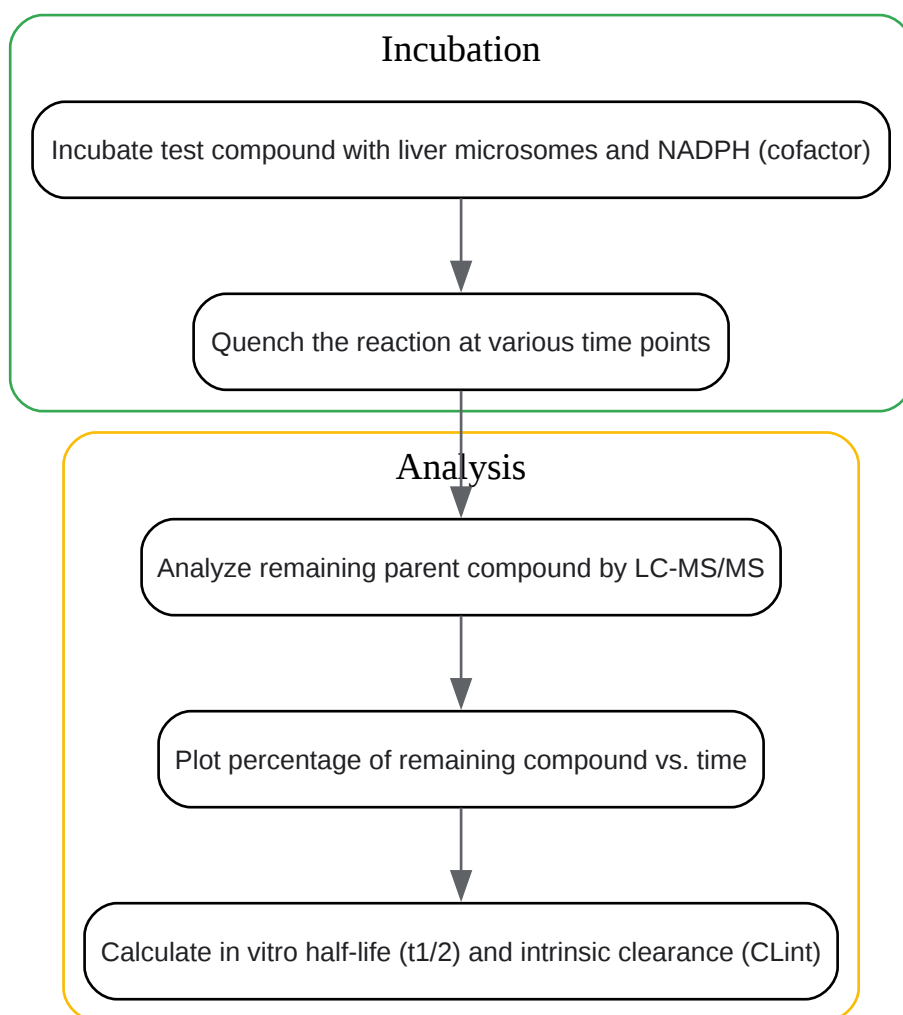 Incubation
Incubate test compound with liver microsomes and NADPH (cofactor)
Quench the reaction at various time points
Analysis
Analyze remaining parent compound by LC-MS/MS
Plot percentage of remaining compound vs. time
Calculate in vitro half-life (t1/2) and intrinsic clearance (CLint)